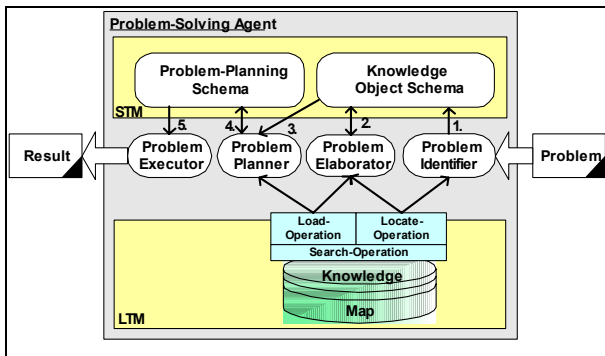 Problem-Solving Agent
Problem-Planning
Schema
Knowledge
Object Schema
STM
5.
4.
3.
2.
1.
Result
Problem
Executor
Problem
Planner
Problem
Elaborator
Problem
Identifier
Problem
Load-
Operation
Locate-
Operation
Search-Operation
Knowledge
Map
LTM